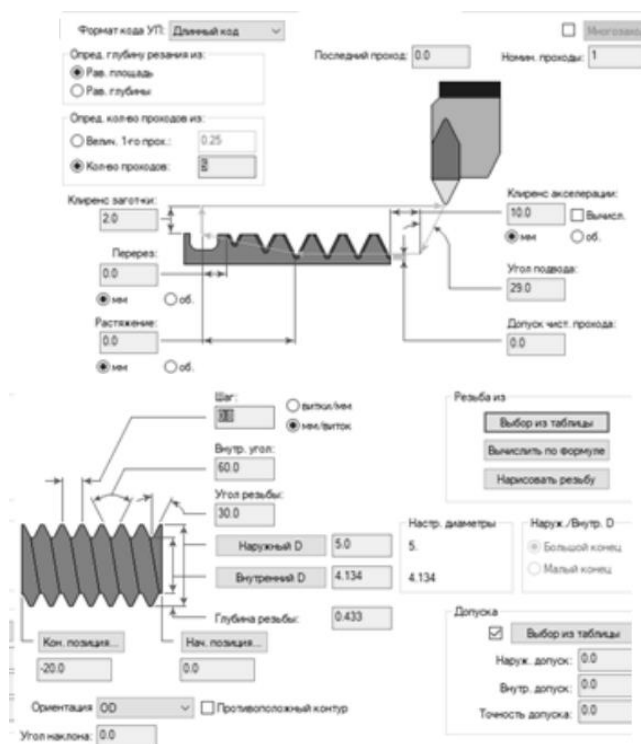 Формат кода УП: Длинный код
Многозаход
Опред. глубину резания из:
Рав. площадь
Рав. глубины
Последний проход: 0.0
Номин. проходы: 1
Опред. кол-во проходов из:
Велич. 1-го прох.: 0.25
Кол-во проходов:
Клиренс заготки:
2.0
Клиренс акселерации:
10.0
Вычисл.
мм об.
Перерез:
0.0
мм об.
Угол подвода:
29.0
Растяжение:
0.0
мм об.
Допуск чист. прохода:
0.0
Шаг:
витки/мм
мм/виток
Внутр. угол:
60.0
Угол резьбы:
30.0
Резьба из
Выбор из таблицы
Вычислить по формуле
Нарисовать резьбу
Наружный D 5.0
Внутренний D 4.134
Настр. диаметры
5.
4.134
Наруж./Внутр. D
Большой конец
Малый конец
Глубина резьбы: 0.433
Кон. позиция...
-20.0
Нач. позиция...
0.0
Допуска
Выбор из таблицы
Наруж. допуск: 0.0
Внутр. допуск: 0.0
Точность допуска: 0.0
Ориентация OD
Противоположный контур
Угол наклона: 0.0